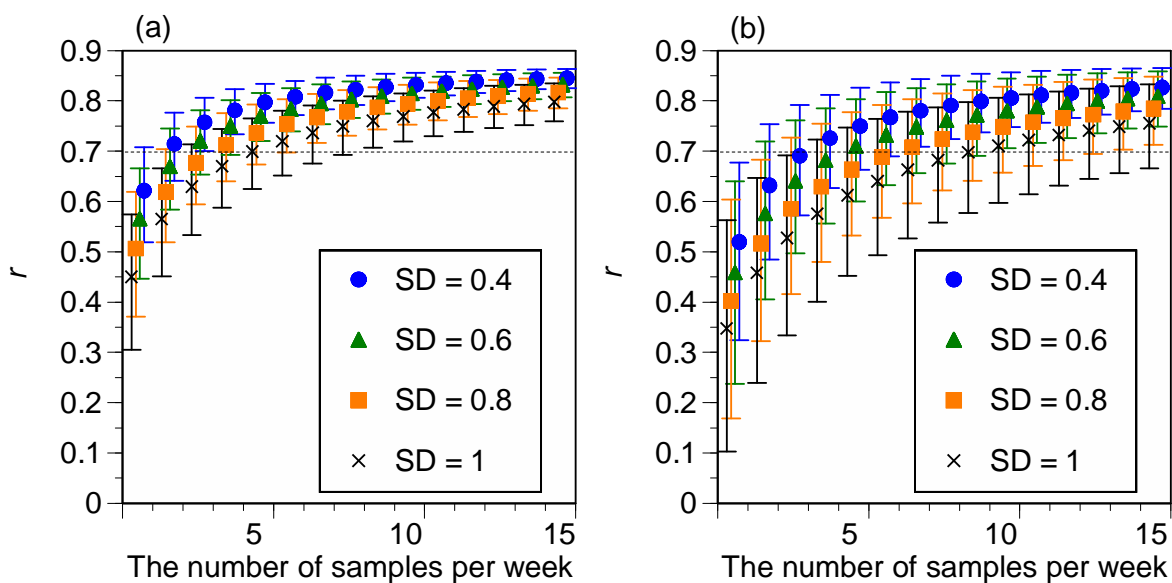 (a)
0.9
0.8
0.7
0.6
0.5
0.4
0.3
0.2
0.1
0
r
SD = 0.4
SD = 0.6
SD = 0.8
SD = 1
5
10
15
The number of samples per week
(b)
0.9
0.8
0.7
0.6
0.5
0.4
0.3
0.2
0.1
0
r
SD = 0.4
SD = 0.6
SD = 0.8
SD = 1
5
10
15
The number of samples per week